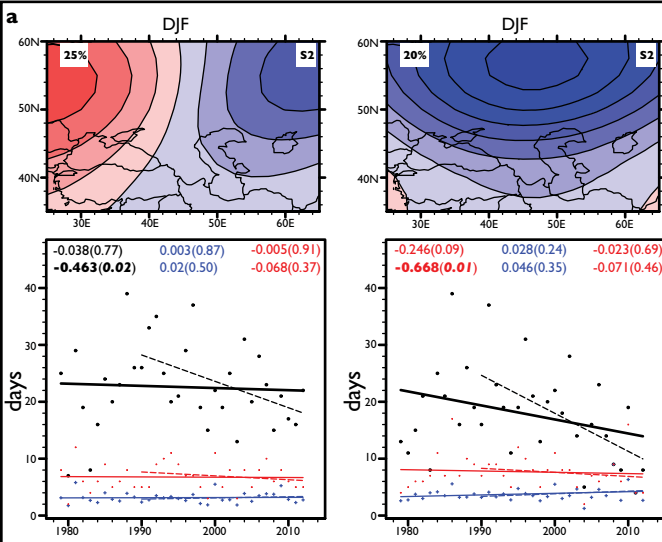 a
DJF DJF
60N 25% S2 60N 20% S2
50N 50N
40N 40N
30E 40E 50E 60E 30E 40E 50E 60E
-0.038(0.77) 0.003(0.87) -0.005(0.91) -0.246(0.09) 0.028(0.24) -0.023(0.69)
-0.463(0.02) 0.02(0.50) -0.068(0.37) -0.668(0.01) 0.046(0.35) -0.071(0.46)
40 40
30 30
days days
20 20
10 10
0 0
1980 1990 2000 2010 1980 1990 2000 2010